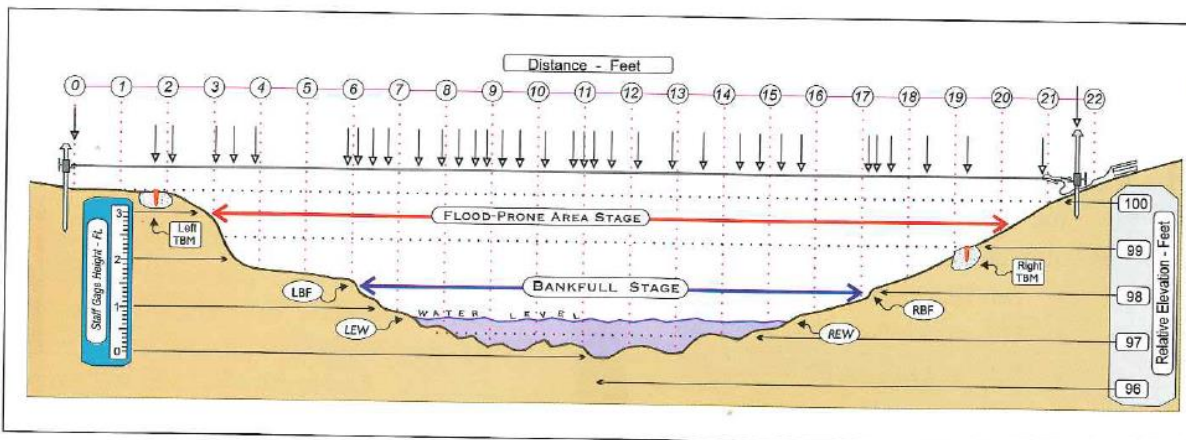 Distance - Feet
0 1 2 3 4 5 6 7 8 9 10 11 12 13 14 15 16 17 18 19 20 21 22
Staff Gage Height - Ft.
3
2
1
0
Left
TBM
FLOOD-PRONE AREA STAGE
100
99
98
97
96
Relative Elevation - Feet
Right
TBM
LBF
BANKFULL STAGE
RBF
LEW
WATER LEVEL
REW